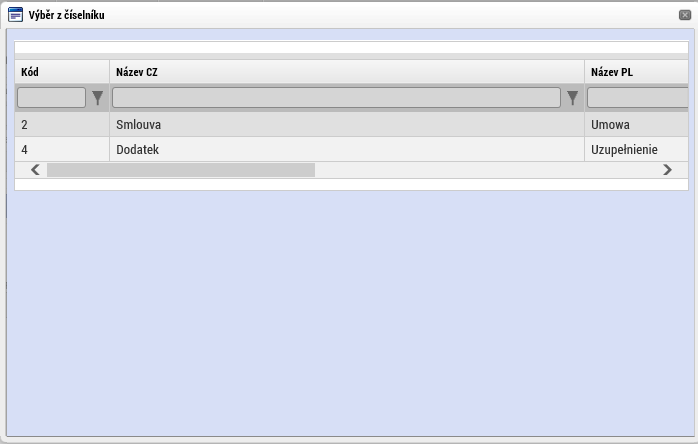 Výběr z číselníku
Kód Název CZ Název PL
2 Smlouva Umowa
4 Dodatek Uzupełnienie